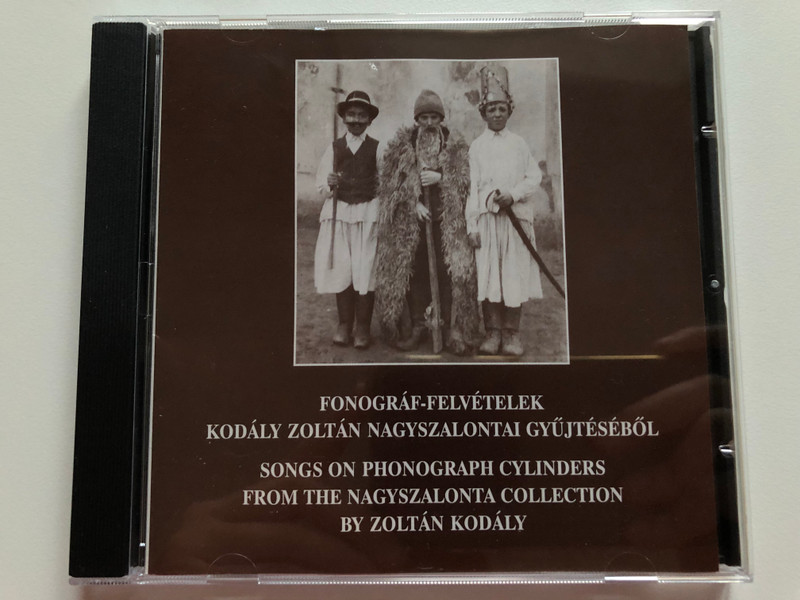 FONOGRÁF-FELVÉTELEK
KODÁLY ZOLTÁN NAGYSZALONTAI GYŰJTÉSÉBŐL
SONGS ON PHONOGRAPH CYLINDERS
FROM THE NAGYSZALONTA COLLECTION
BY ZOLTÁN KODÁLY